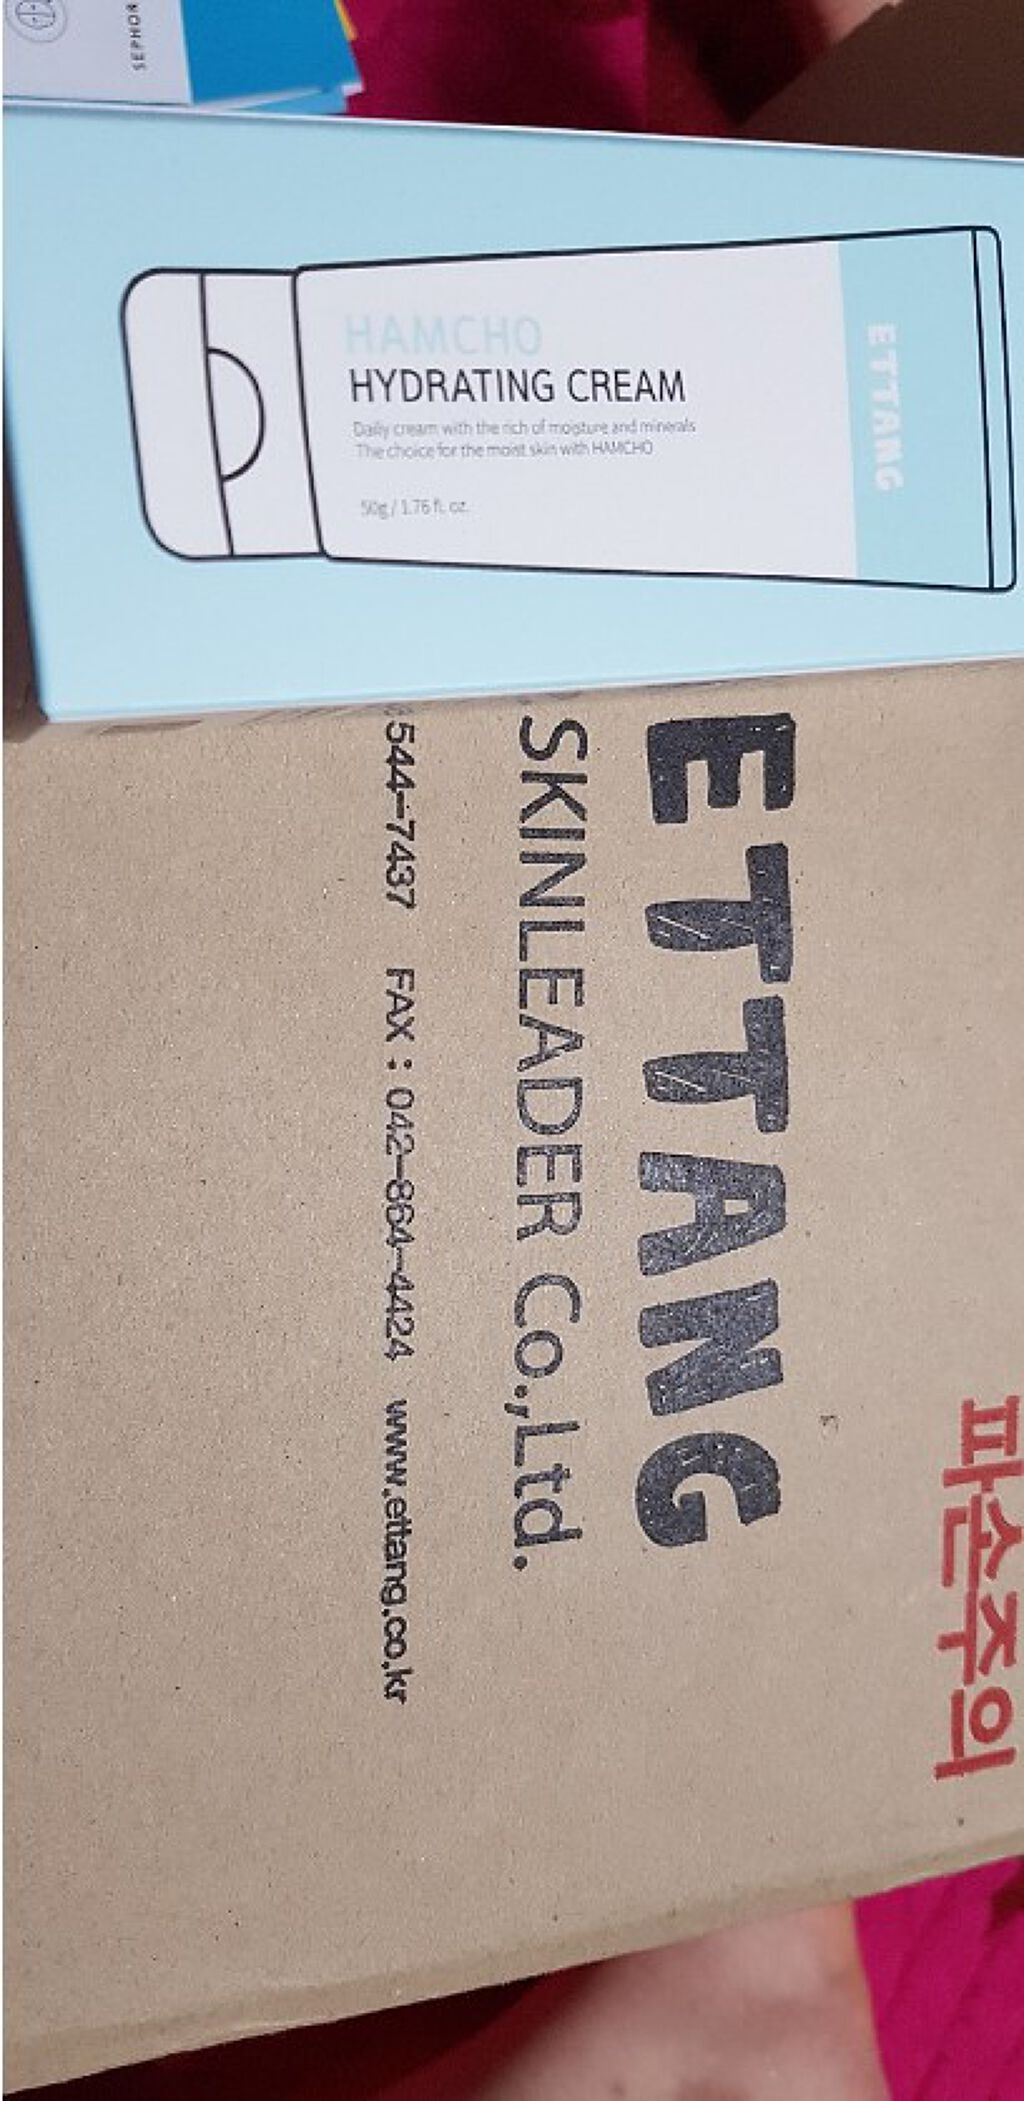 HAMCHO
HYDRATING CREAM
Daily cream with the rich of moisture and minerals
The choice for the moist skin with HAMCHO
50g / 1.76 fl. oz.
ETTANG
파손주의
ETTANG
SKINLEADER Co.,Ltd.
544-7437 FAX : 042-864-4424 www.ettang.co.kr